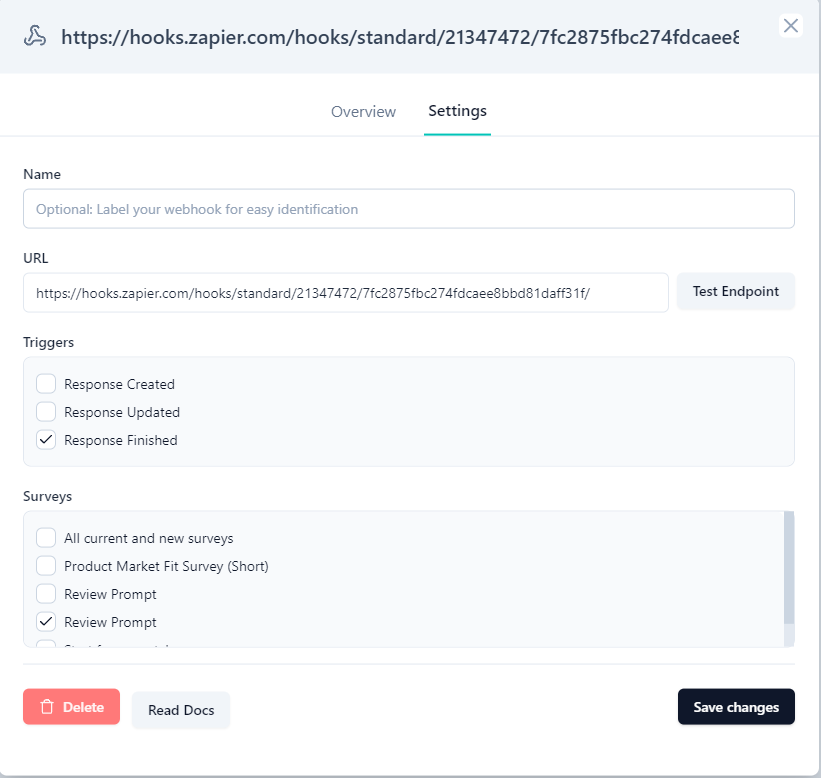 https://hooks.zapier.com/hooks/standard/21347472/7fc2875fbc274fdcaee8
Overview
Settings
Name
Optional: Label your webhook for easy identification
URL
https://hooks.zapier.com/hooks/standard/21347472/7fc2875fbc274fdcaee8bbd81daff31f/
Test Endpoint
Triggers
Response Created
Response Updated
Response Finished
Surveys
All current and new surveys
Product Market Fit Survey (Short)
Review Prompt
Review Prompt
Delete
Read Docs
Save changes